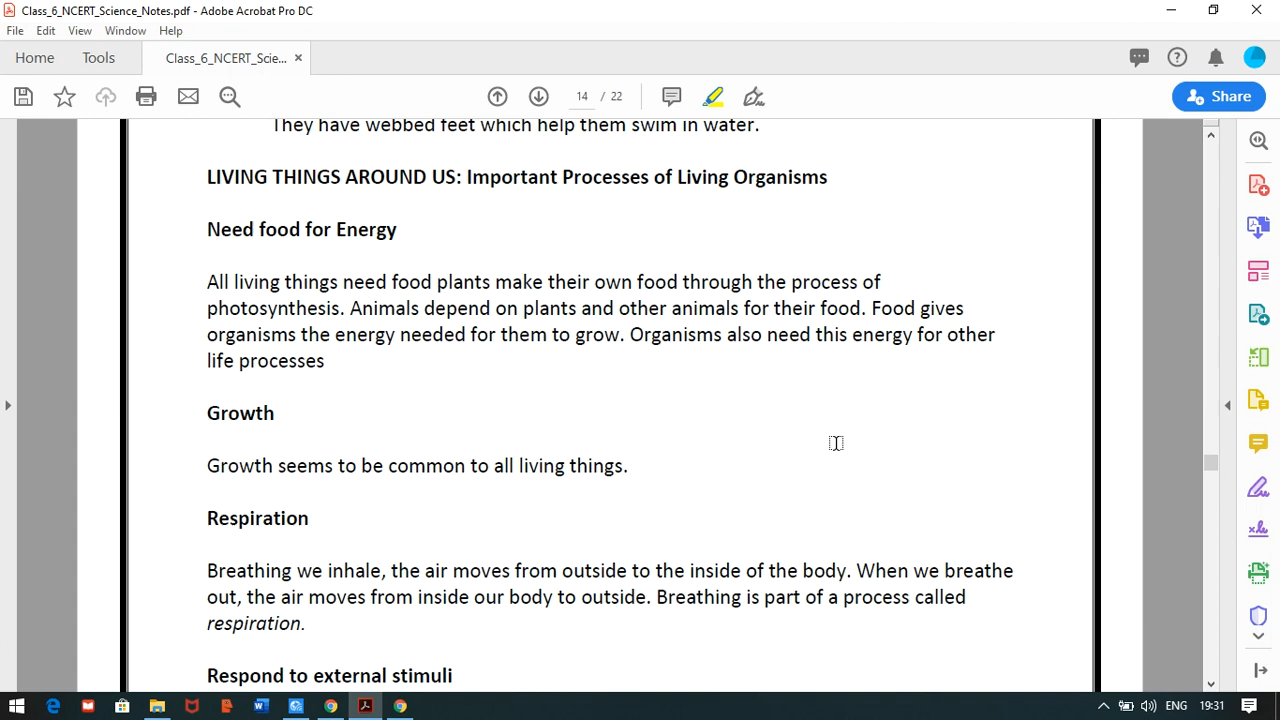 Class_6_NCERT_Science_Notes.pdf - Adobe Acrobat Pro DC
File Edit View Window Help
Home Tools Class_6_NCERT_Scie... ×
14 / 22
Share
They have webbed feet which help them swim in water.
LIVING THINGS AROUND US: Important Processes of Living Organisms
Need food for Energy
All living things need food plants make their own food through the process of
photosynthesis. Animals depend on plants and other animals for their food. Food gives
organisms the energy needed for them to grow. Organisms also need this energy for other
life processes
Growth
Growth seems to be common to all living things.
Respiration
Breathing we inhale, the air moves from outside to the inside of the body. When we breathe
out, the air moves from inside our body to outside. Breathing is part of a process called
respiration.
Respond to external stimuli
ENG 19:31